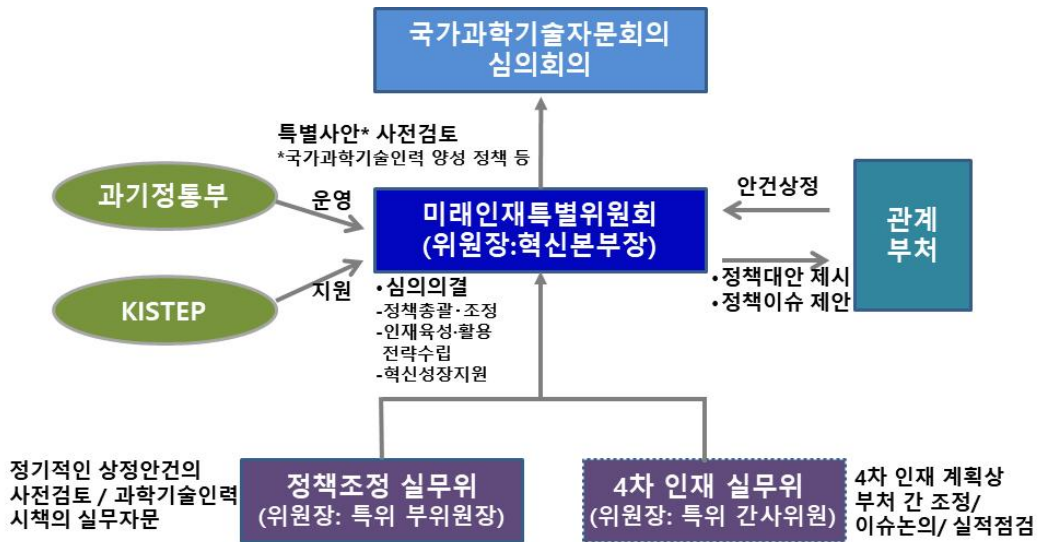 국가과학기술자문회의
심의회의
특별사안* 사전검토
*국가과학기술인력 양성 정책 등
과기정통부
운영
미래인재특별위원회
(위원장:혁신본부장)
안건상정
관계
부처
KISTEP
지원
•심의의결
-정책총괄·조정
-인재육성·활용
전략수립
-혁신성장지원
•정책대안 제시
•정책이슈 제안
정기적인 상정안건의
사전검토 / 과학기술인력
시책의 실무자문
정책조정 실무위
(위원장: 특위 부위원장)
4차 인재 실무위
(위원장: 특위 간사위원)
4차 인재 계획상
부처 간 조정/
이슈논의/ 실적점검